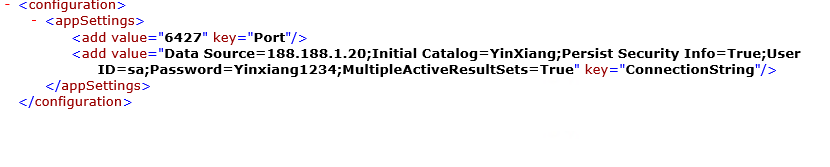 - <configuration>
- <appSettings>
<add value="6427" key="Port"/>
<add value="Data Source=188.188.1.20;Initial Catalog=YinXiang;Persist Security Info=True;User
ID=sa;Password=Yinxiang1234;MultipleActiveResultSets=True" key="ConnectionString"/>
</appSettings>
</configuration>